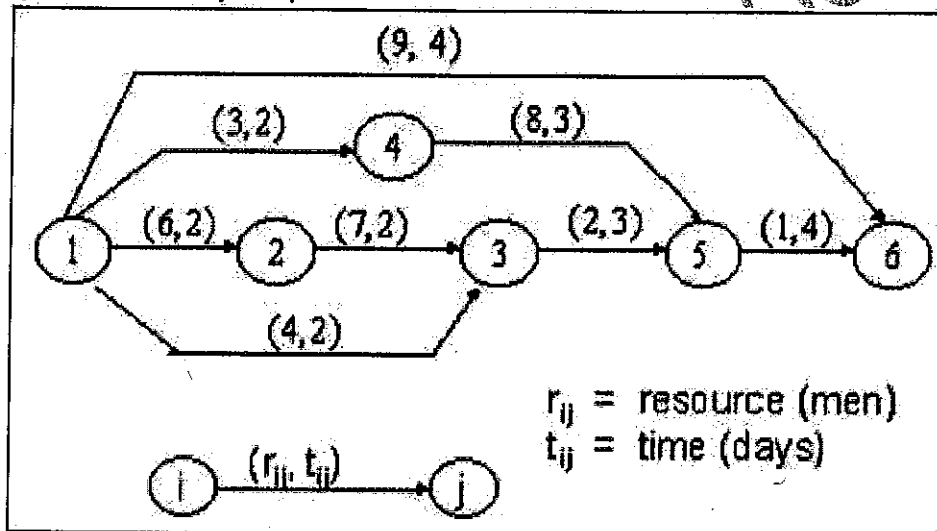 (9, 4)
(3,2) 4 (8,3)
1 (6,2) 2 (7,2) 3 (2,3) 5 (1,4) 6
(4,2)
r_ij = resource (men)
t_ij = time (days)
i (r_ij, t_ij) j